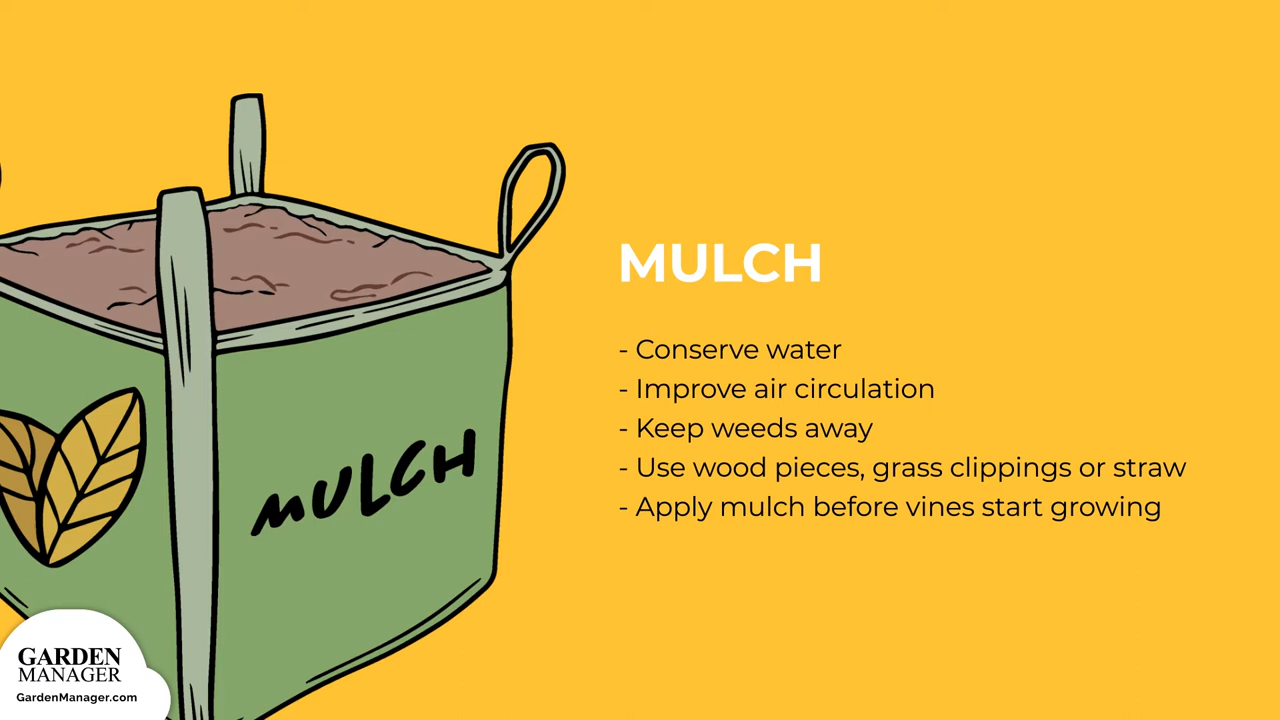 MULCH
- Conserve water
- Improve air circulation
- Keep weeds away
- Use wood pieces, grass clippings or straw
- Apply mulch before vines start growing
MULCH
GARDEN
MANAGER
GardenManager.com